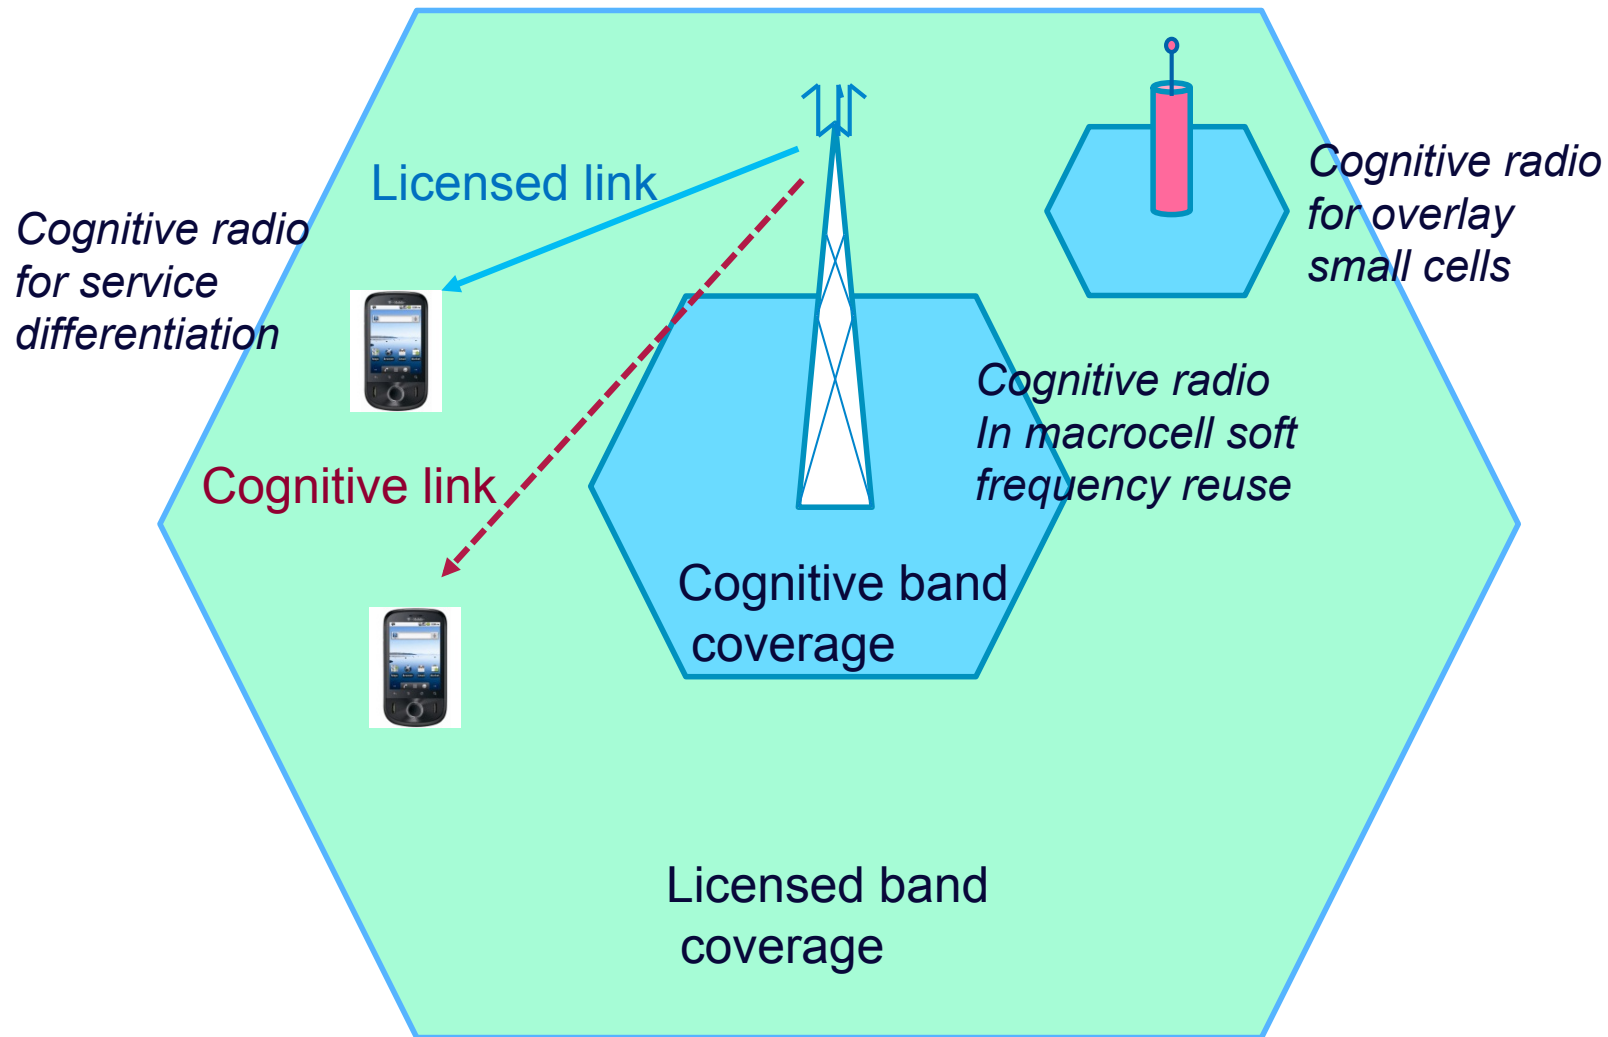 Licensed link
Cognitive radio
for service
differentiation
Cognitive radio
for overlay
small cells
Cognitive radio
In macrocell soft
frequency reuse
Cognitive link
Cognitive band
coverage
Licensed band
coverage